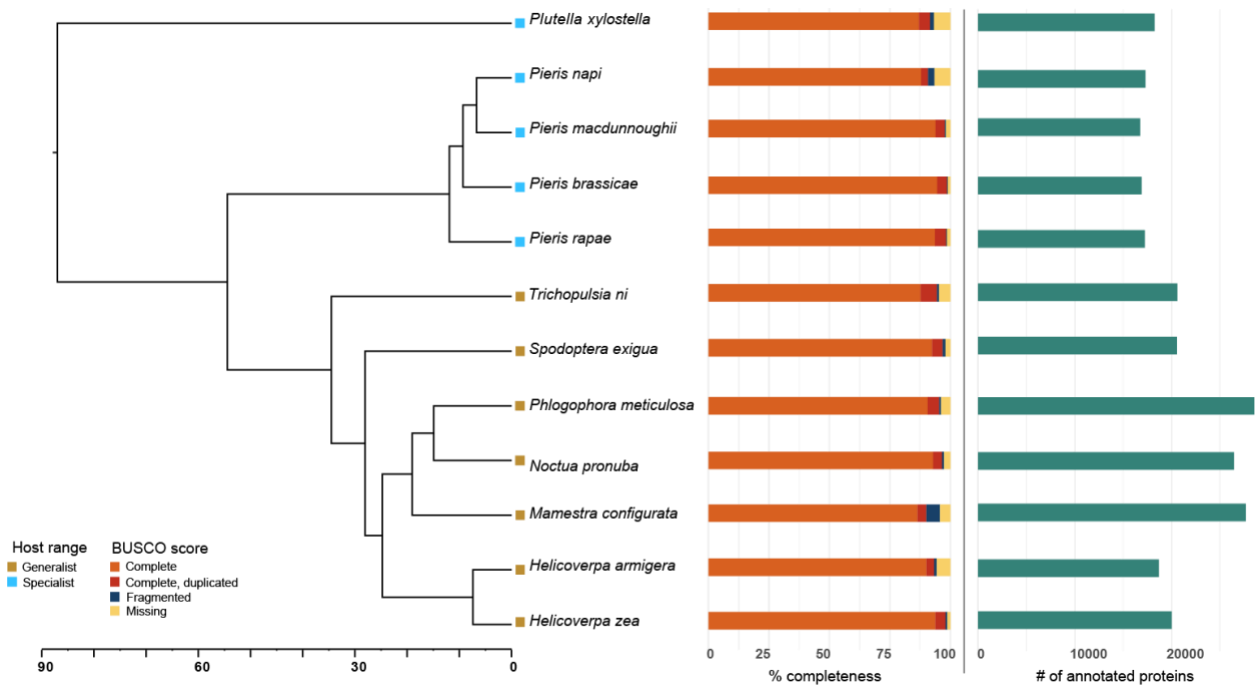 Plutella xylostella
Pieris napi
Pieris macdunnoughii
Pieris brassicae
Pieris rapae
Trichopulsia ni
Spodoptera exigua
Phlogophora meticulosa
Noctua pronuba
Mamestra configurata
Helicoverpa armigera
Helicoverpa zea
Host range
Generalist
Specialist
BUSCO score
Complete
Complete, duplicated
Fragmented
Missing
90 60 30 0
0 25 50 75 100
% completeness
0 10000 20000
# of annotated proteins